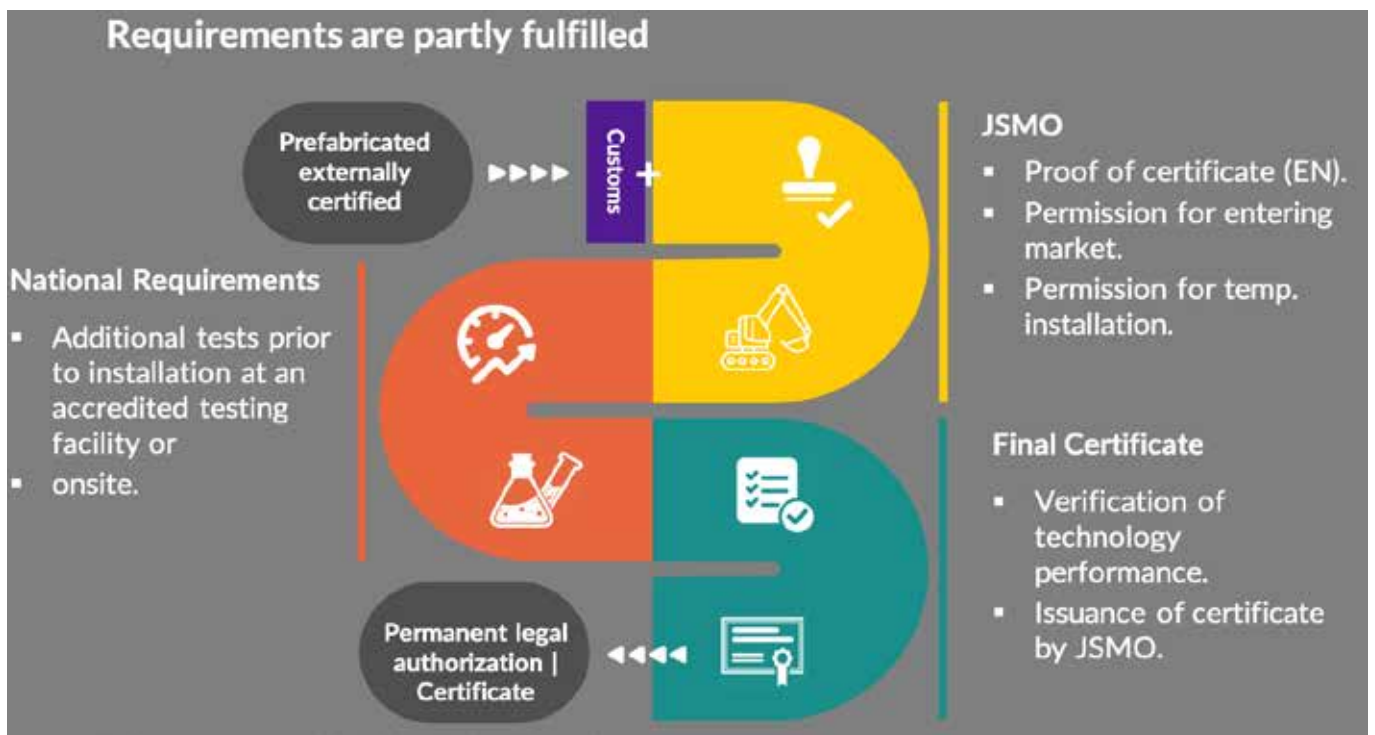 Requirements are partly fulfilled
Prefabricated
externally
certified
Customs
+
JSMO
▪ Proof of certificate (EN).
▪ Permission for entering
market.
▪ Permission for temp.
installation.
National Requirements
▪ Additional tests prior
to installation at an
accredited testing
facility or
▪ onsite.
Final Certificate
▪ Verification of
technology
performance.
▪ Issuance of certificate
by JSMO.
Permanent legal
authorization |
Certificate